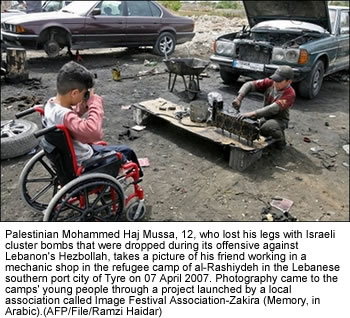 Palestinian Mohammed Haj Mussa, 12, who lost his legs with Israeli
cluster bombs that were dropped during its offensive against
Lebanon's Hezbollah, takes a picture of his friend working in a
mechanic shop in the refugee camp of al-Rashiydeh in the Lebanese
southern port city of Tyre on 07 April 2007. Photography came to the
camps' young people through a project launched by a local
association called Image Festival Association-Zakira (Memory, in
Arabic).(AFP/File/Ramzi Haidar)